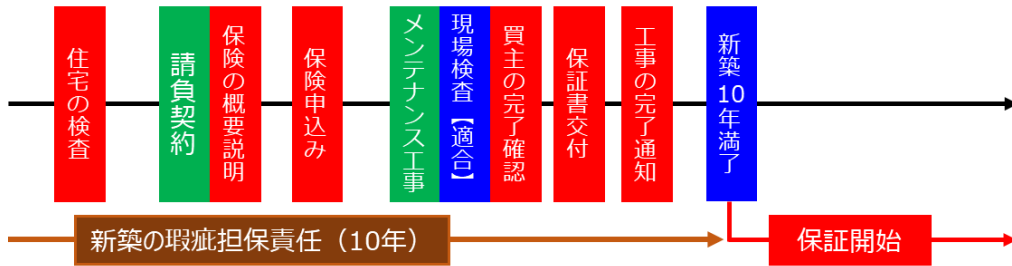 住宅の検査
請負契約
保険の概要説明
保険申込み
メンテナンス工事
現場検査【適合】
買主の完了確認
保証書交付
工事の完了通知
新築10年満了
新築の瑕疵担保責任（10年）
保証開始